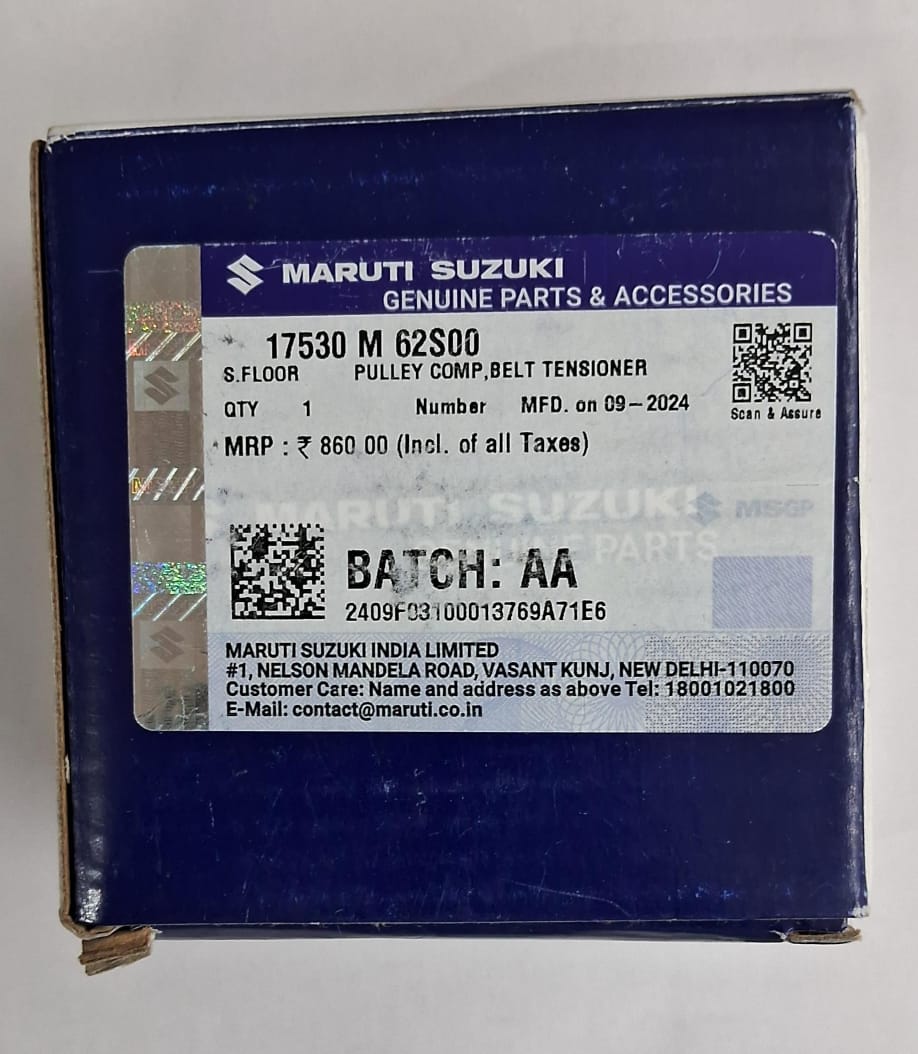 MARUTI SUZUKI
GENUINE PARTS & ACCESSORIES
17530 M 62S00
S.FLOOR PULLEY COMP,BELT TENSIONER
QTY 1 Number MFD. on 09-2024
Scan & Assure
MRP : ₹ 860.00 (Incl. of all Taxes)
MARUTI SUZUKI MSGP
GENUINE PARTS
BATCH: AA
2409F03100013769A71E6
MARUTI SUZUKI INDIA LIMITED
#1, NELSON MANDELA ROAD, VASANT KUNJ, NEW DELHI-110070
Customer Care: Name and address as above Tel: 18001021800
E-Mail: contact@maruti.co.in